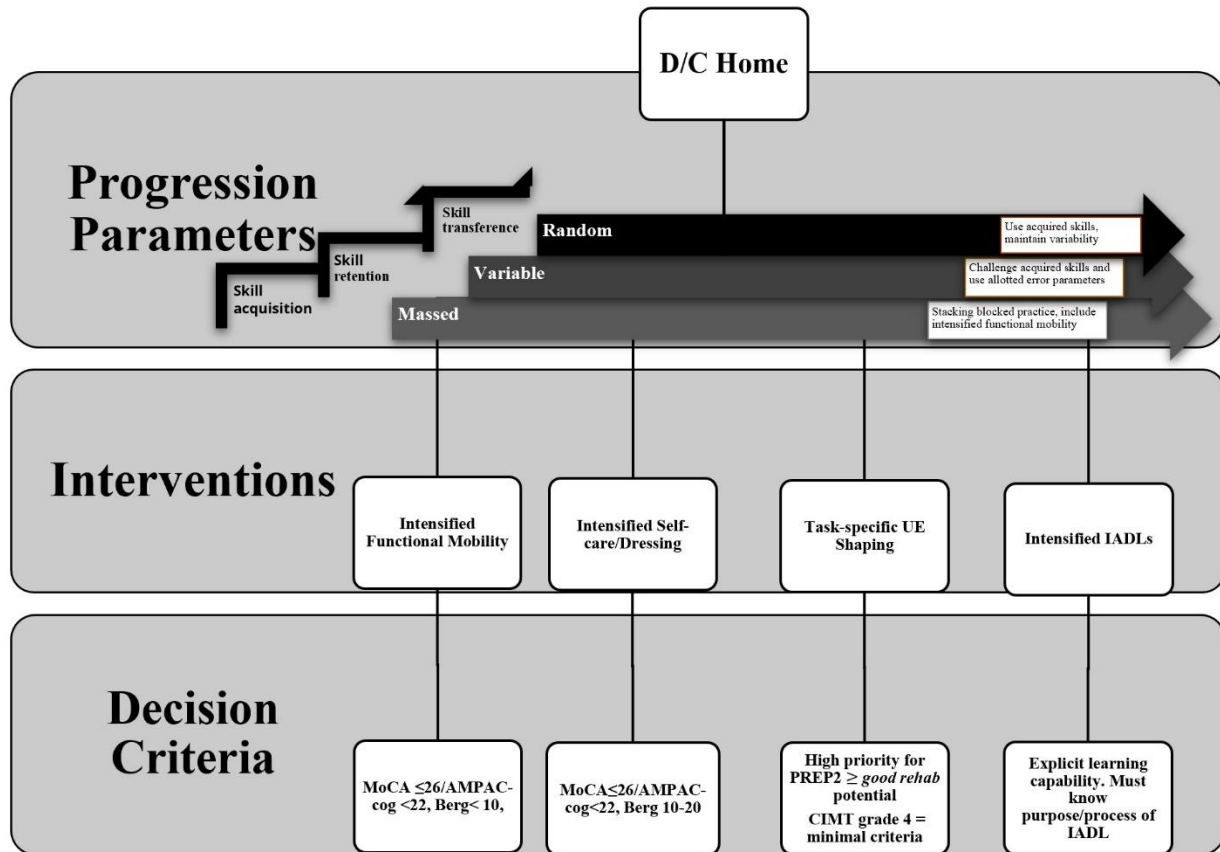 D/C Home
Progression
Parameters
Skill
acquisition
Skill
retention
Skill
transference
Random
Use acquired skills,
maintain variability
Variable
Challenge acquired skills and
use allotted error parameters
Massed
Stacking blocked practice, include
intensified functional mobility
Interventions
Intensified
Functional Mobility
Intensified Self-
care/Dressing
Task-specific UE
Shaping
Intensified IADLs
Decision
Criteria
MoCA ≤26/AMPAC-
cog <22, Berg< 10,
MoCA≤26/AMPAC-
cog<22, Berg 10-20
High priority for
PREP2 ≥ good rehab
potential
CIMT grade 4 =
minimal criteria
Explicit learning
capability. Must
know
purpose/process of
IADL